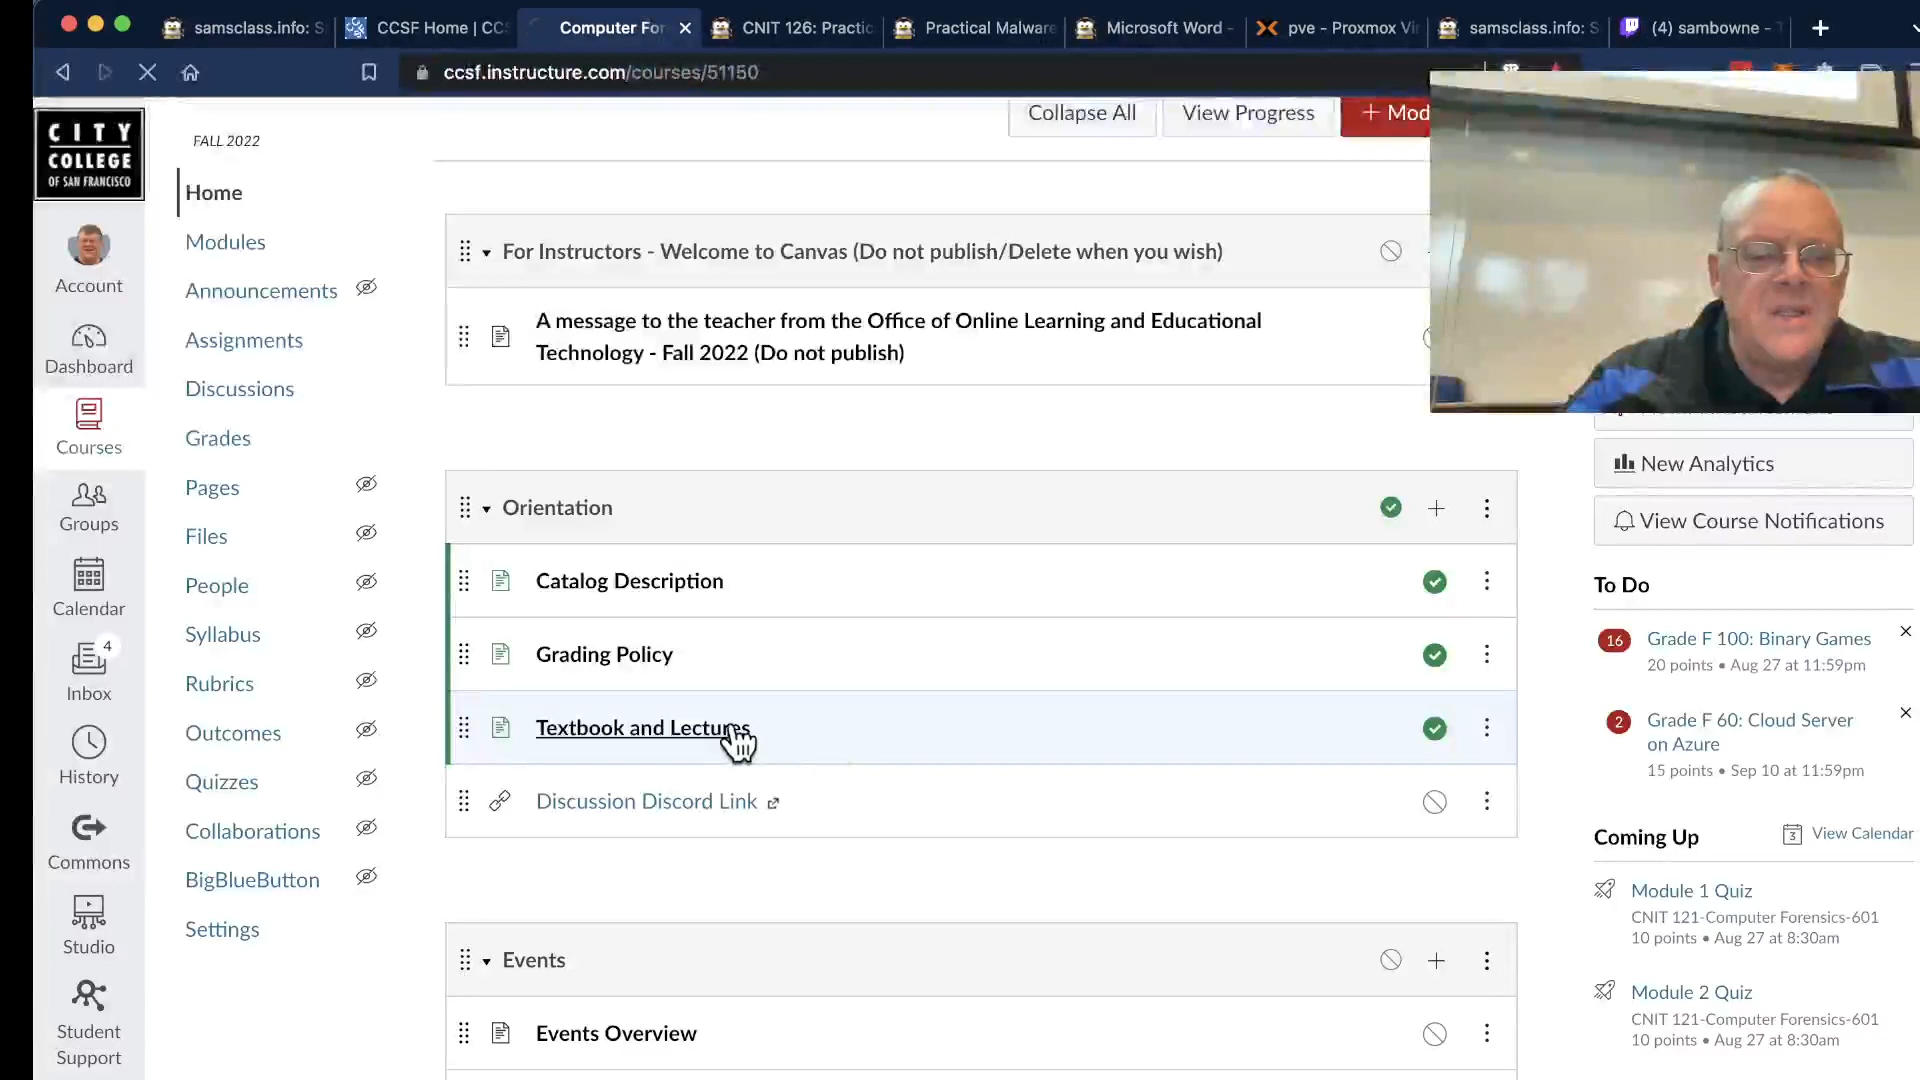 samsclass.info: S
CCSF Home | CCS
Computer For
CNIT 126: Practic
Practical Malware
Microsoft Word -
pve - Proxmox Vir
samsclass.info: S
(4) sambowne - T
ccsf.instructure.com/courses/51150
CITY
COLLEGE
OF SAN FRANCISCO
Account
Dashboard
Courses
Groups
Calendar
4
Inbox
History
Commons
Studio
Student
Support
FALL 2022
Home
Modules
Announcements
Assignments
Discussions
Grades
Pages
Files
People
Syllabus
Rubrics
Outcomes
Quizzes
Collaborations
BigBlueButton
Settings
Collapse All
View Progress
+ Mod
For Instructors - Welcome to Canvas (Do not publish/Delete when you wish)
A message to the teacher from the Office of Online Learning and Educational
Technology - Fall 2022 (Do not publish)
Orientation
Catalog Description
Grading Policy
Textbook and Lectures
Discussion Discord Link
Events
Events Overview
New Analytics
View Course Notifications
To Do
16
Grade F 100: Binary Games
20 points • Aug 27 at 11:59pm
2
Grade F 60: Cloud Server
on Azure
15 points • Sep 10 at 11:59pm
Coming Up
3
View Calendar
Module 1 Quiz
CNIT 121-Computer Forensics-601
10 points • Aug 27 at 8:30am
Module 2 Quiz
CNIT 121-Computer Forensics-601
10 points • Aug 27 at 8:30am